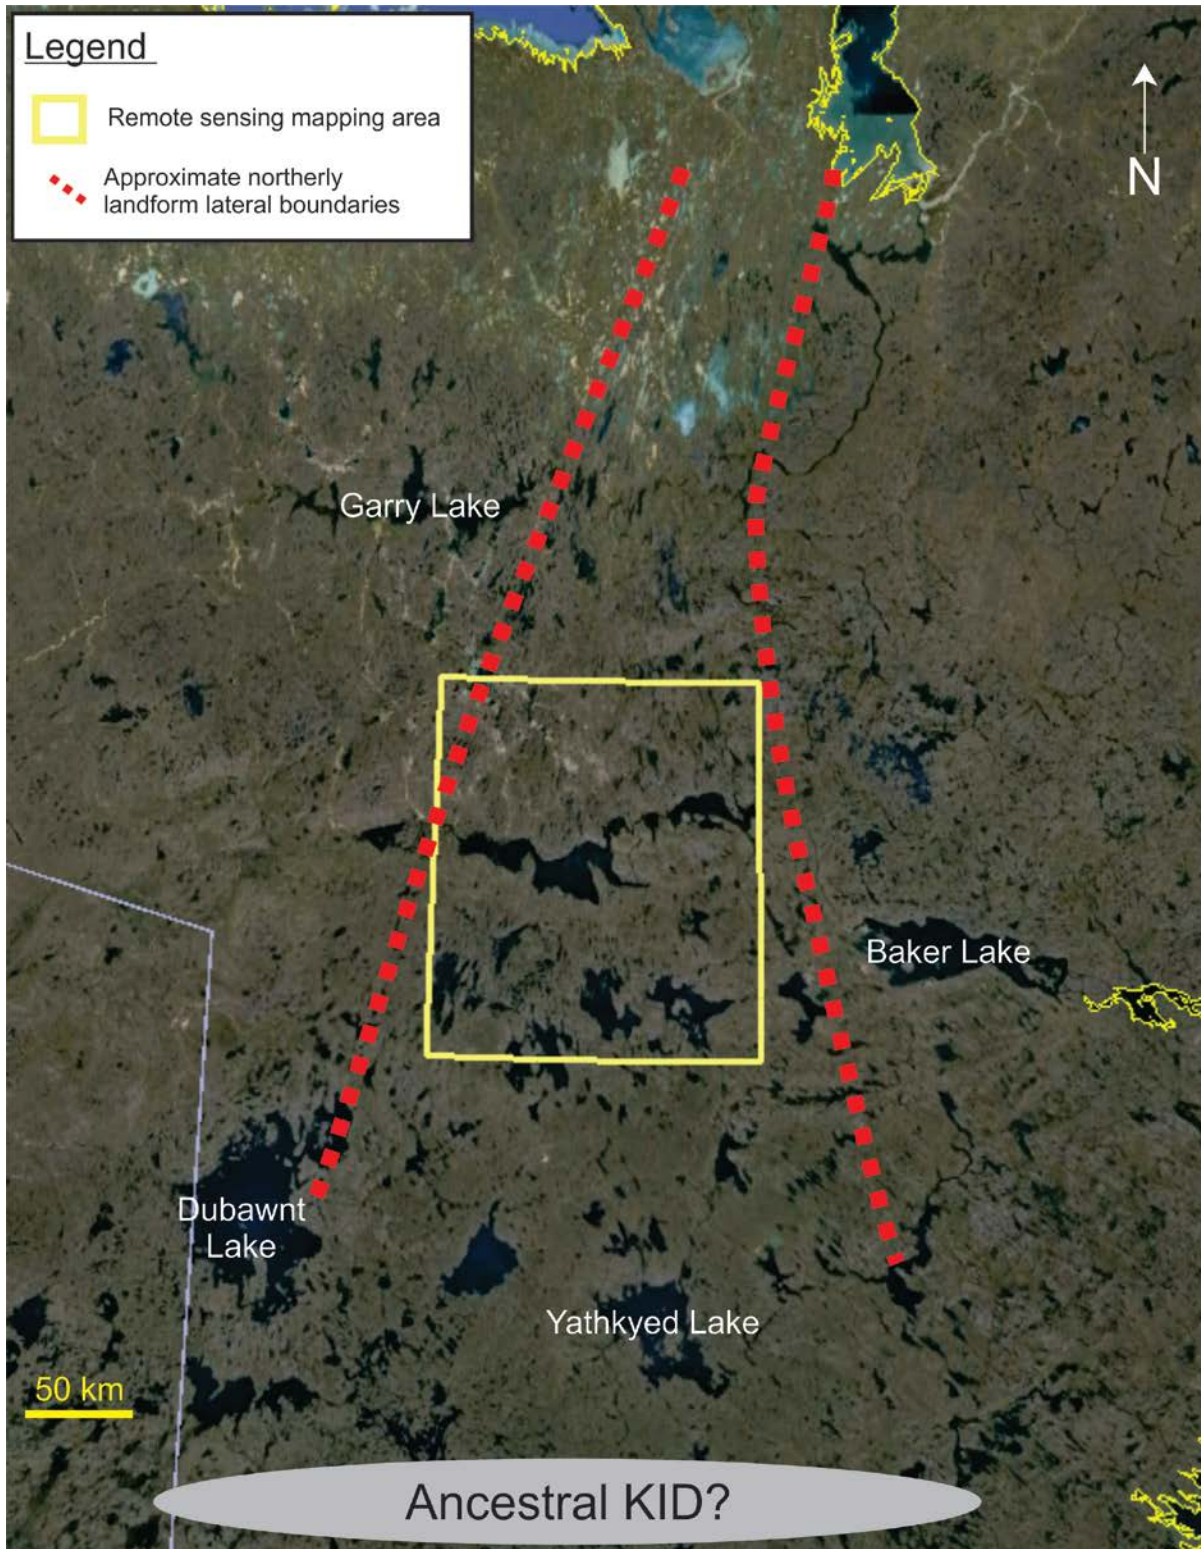 Legend
Remote sensing mapping area
Approximate northerly
landform lateral boundaries
N
Garry Lake
Baker Lake
Dubawnt
Lake
Yathkyed Lake
50 km
Ancestral KID?